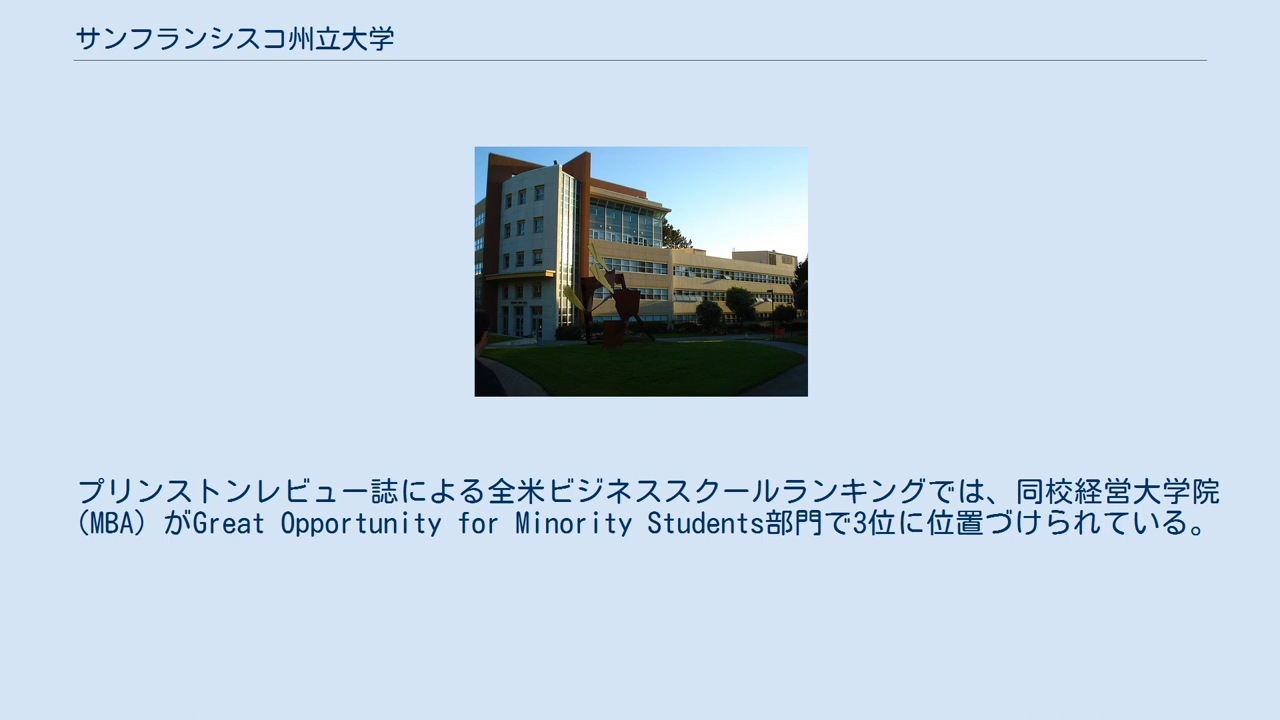 サンフランシスコ州立大学
プリンストンレビュー誌による全米ビジネススクールランキングでは、同校経営大学院
(MBA) がGreat Opportunity for Minority Students部門で3位に位置づけられている。